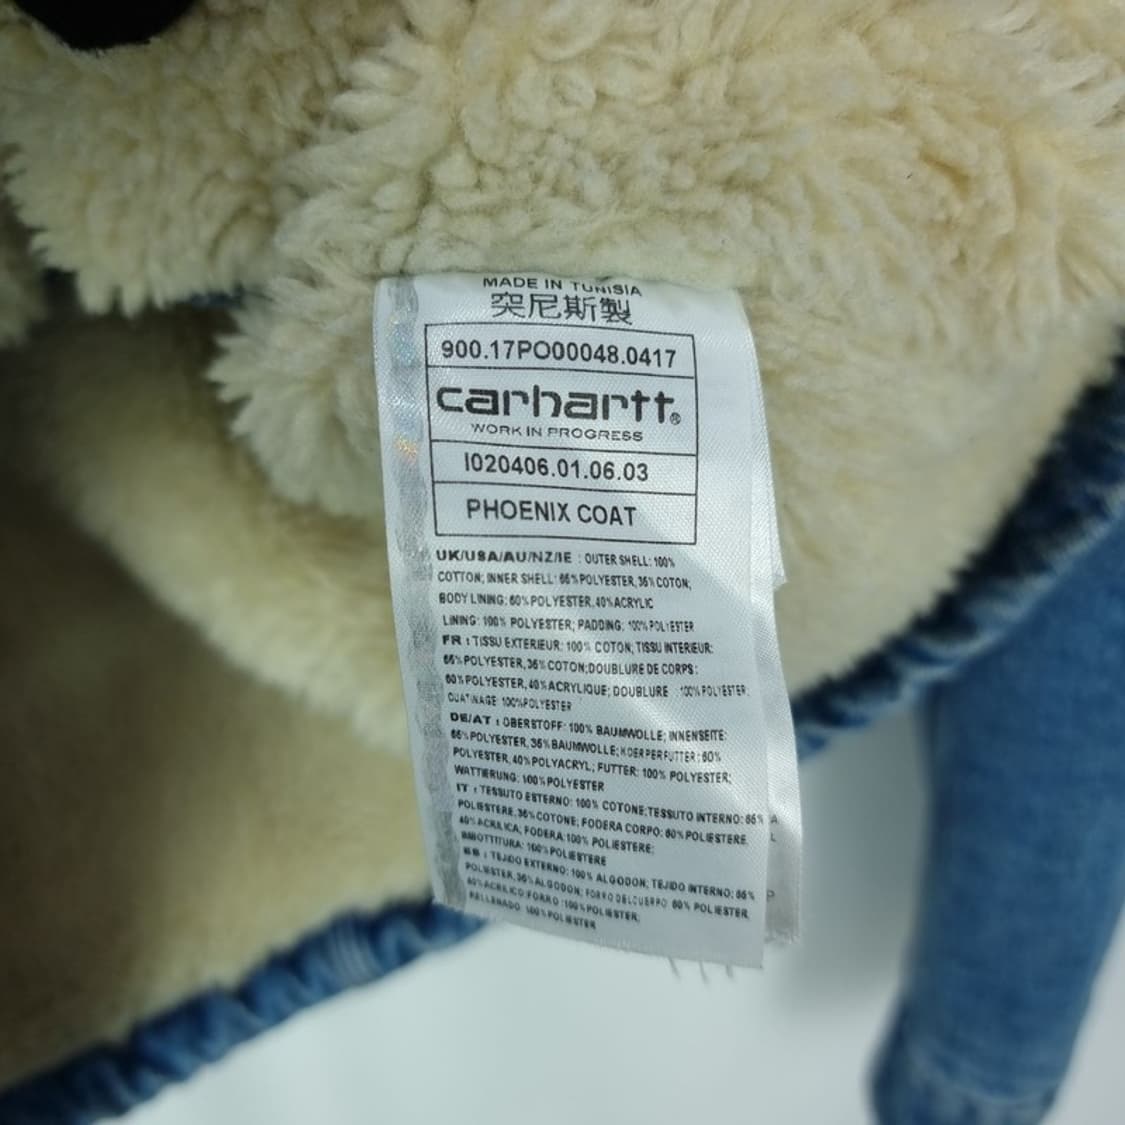 MADE IN TUNISIA
突尼斯製
900.17PO00048.0417
carhartt®
WORK IN PROGRESS
I020406.01.06.03
PHOENIX COAT
UK/USA/AU/NZ/IE : OUTER SHELL: 100%
COTTON; INNER SHELL: 65% POLYESTER, 35% COTON;
BODY LINING: 60% POLYESTER, 40% ACRYLIC
LINING: 100% POLYESTER; PADDING: 100% POLYESTER
FR : TISSU EXTERIEUR: 100% COTON; TISSU INTERIEUR:
65% POLYESTER, 35% COTON; DOUBLURE DE CORPS:
60% POLYESTER, 40% ACRYLIQUE; DOUBLURE :100% POLYESTER;
OUATINAGE: 100% POLYESTER
DE/AT : OBERSTOFF: 100% BAUMWOLLE; INNENSEITE:
65% POLYESTER, 35% BAUMWOLLE; KOERPERFUTTER: 60%
POLYESTER, 40% POLYACRYL; FUTTER: 100% POLYESTER;
WATTIERUNG: 100% POLYESTER
IT : TESSUTO ESTERNO: 100% COTONE; TESSUTO INTERNO: 65%
POLIESTERE, 35% COTONE; FODERA CORPO: 60% POLIESTERE,
40% ACRILICA; FODERA: 100% POLIESTERE;
IMBOTTITURA: 100% POLIESTERE
ES : TEJIDO EXTERNO: 100% ALGODON; TEJIDO INTERNO: 65%
POLIESTER, 35% ALGODON; FORRO DEL CUERPO: 60% POLIESTER,
40% ACRILICO; FORRO :100% POLIESTER;
RELLENADO: 100% POLIESTER